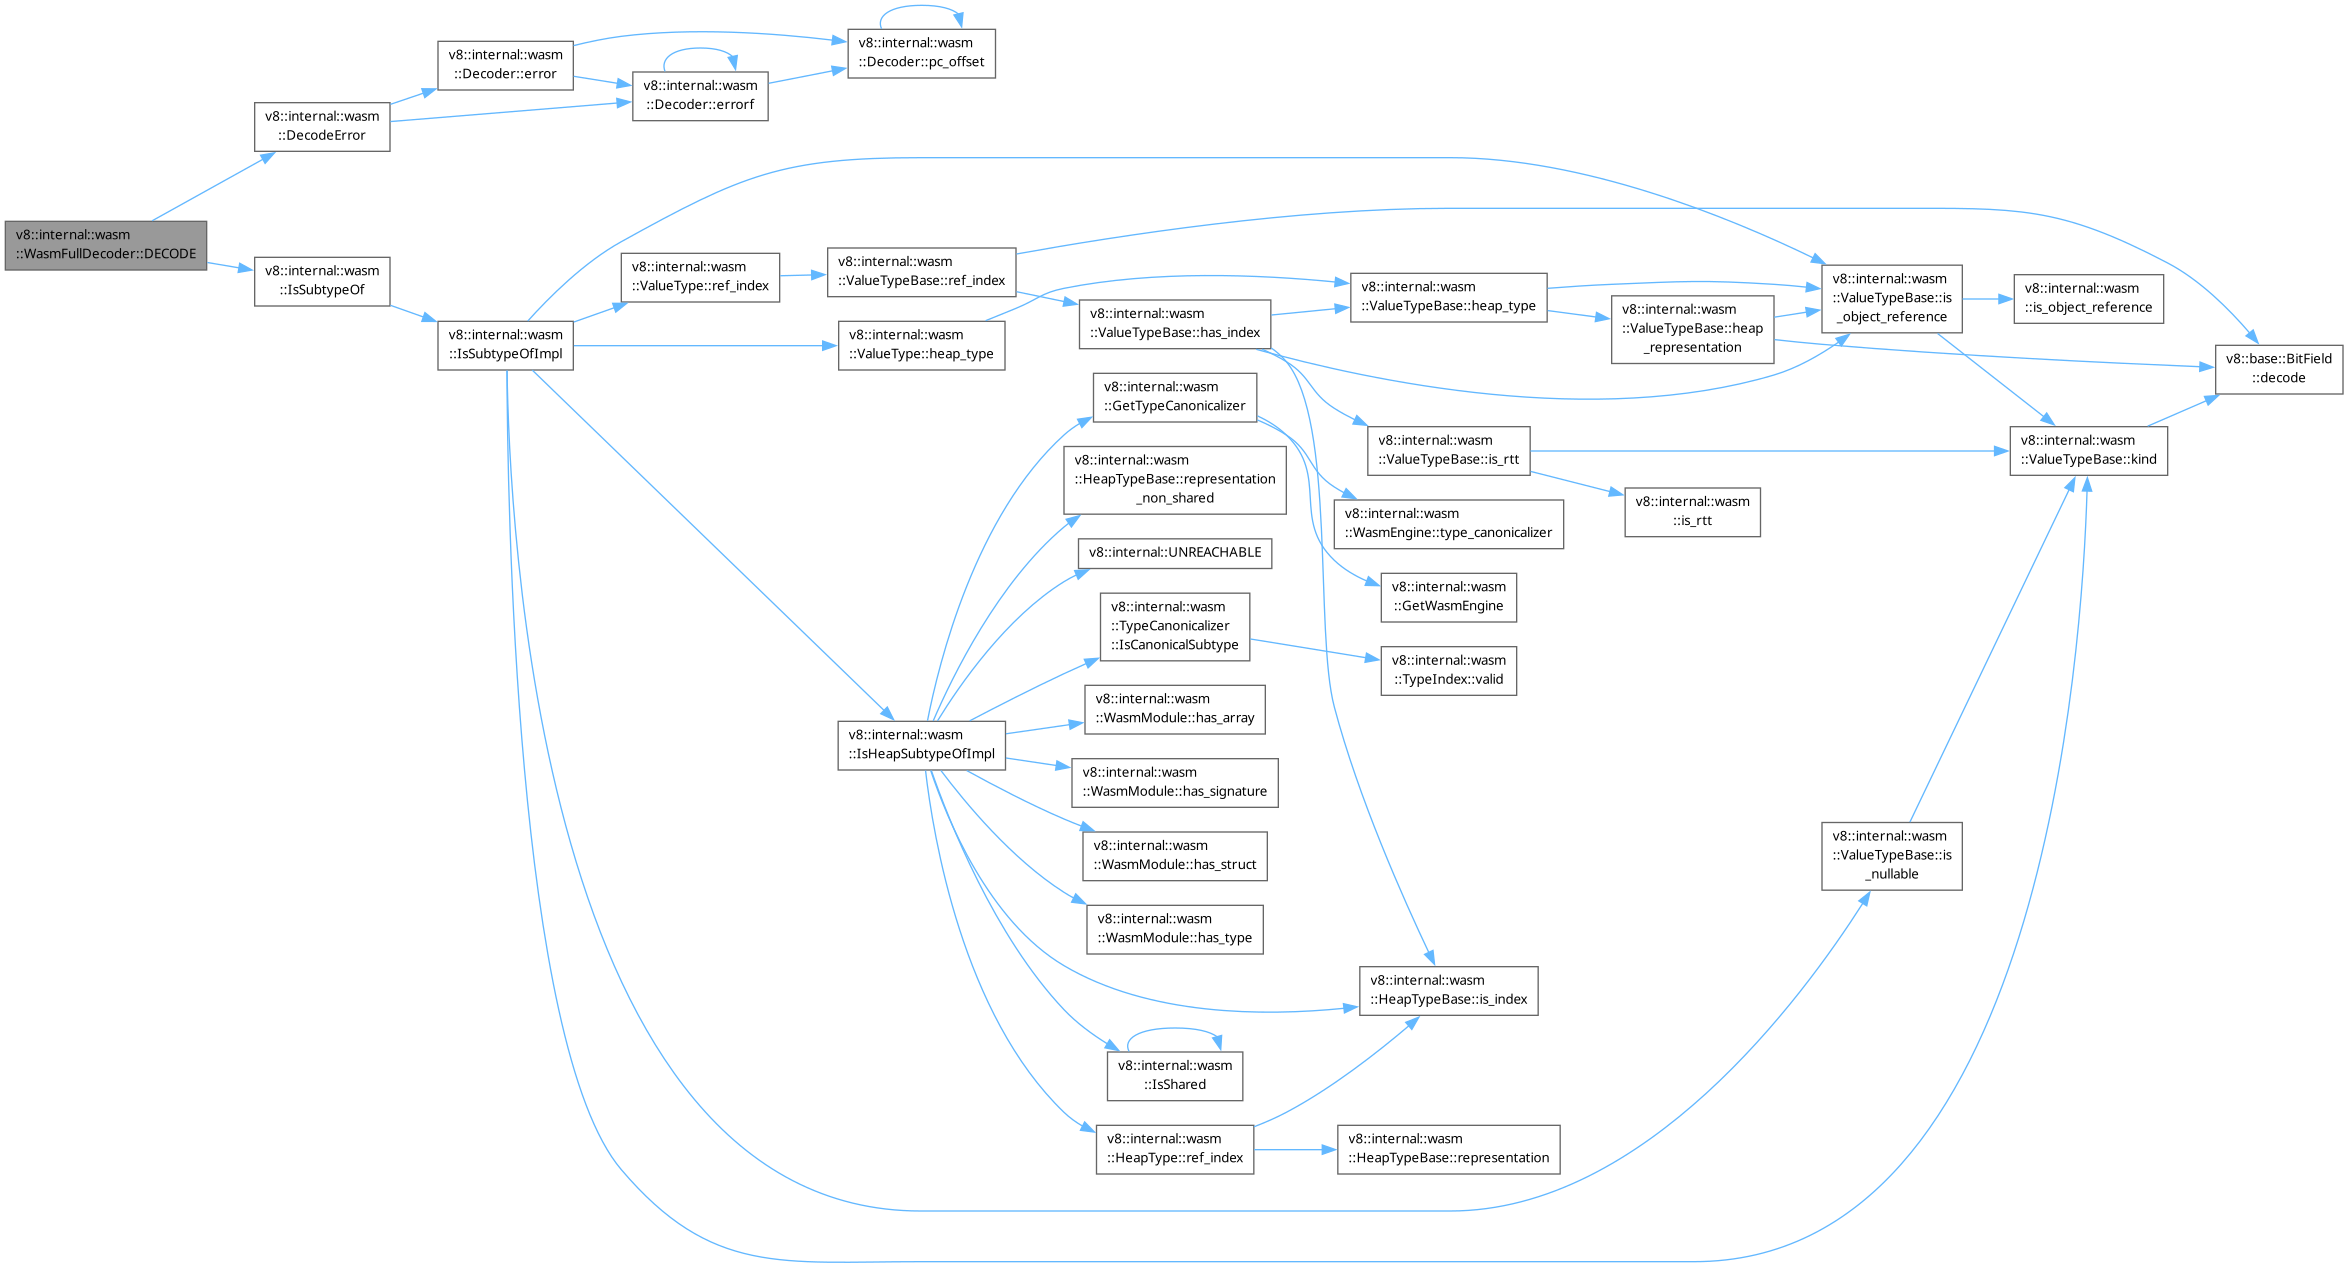 v8::internal::wasm
::Decoder::pc_offset
v8::internal::wasm
::Decoder::error
v8::internal::wasm
::Decoder::errorf
v8::internal::wasm
::DecodeError
v8::internal::wasm
::WasmFullDecoder::DECODE
v8::internal::wasm
::IsSubtypeOf
v8::internal::wasm
::IsSubtypeOfImpl
v8::internal::wasm
::ValueType::ref_index
v8::internal::wasm
::ValueTypeBase::ref_index
v8::internal::wasm
::ValueType::heap_type
v8::internal::wasm
::ValueTypeBase::has_index
v8::internal::wasm
::ValueTypeBase::heap_type
v8::internal::wasm
::ValueTypeBase::heap
_representation
v8::internal::wasm
::ValueTypeBase::is
_object_reference
v8::internal::wasm
::is_object_reference
v8::base::BitField
::decode
v8::internal::wasm
::GetTypeCanonicalizer
v8::internal::wasm
::ValueTypeBase::is_rtt
v8::internal::wasm
::ValueTypeBase::kind
v8::internal::wasm
::HeapTypeBase::representation
_non_shared
v8::internal::wasm
::WasmEngine::type_canonicalizer
v8::internal::wasm
::is_rtt
v8::internal::UNREACHABLE
v8::internal::wasm
::GetWasmEngine
v8::internal::wasm
::TypeCanonicalizer
::IsCanonicalSubtype
v8::internal::wasm
::TypeIndex::valid
v8::internal::wasm
::WasmModule::has_array
v8::internal::wasm
::IsHeapSubtypeOfImpl
v8::internal::wasm
::WasmModule::has_signature
v8::internal::wasm
::WasmModule::has_struct
v8::internal::wasm
::ValueTypeBase::is
_nullable
v8::internal::wasm
::WasmModule::has_type
v8::internal::wasm
::HeapTypeBase::is_index
v8::internal::wasm
::IsShared
v8::internal::wasm
::HeapType::ref_index
v8::internal::wasm
::HeapTypeBase::representation